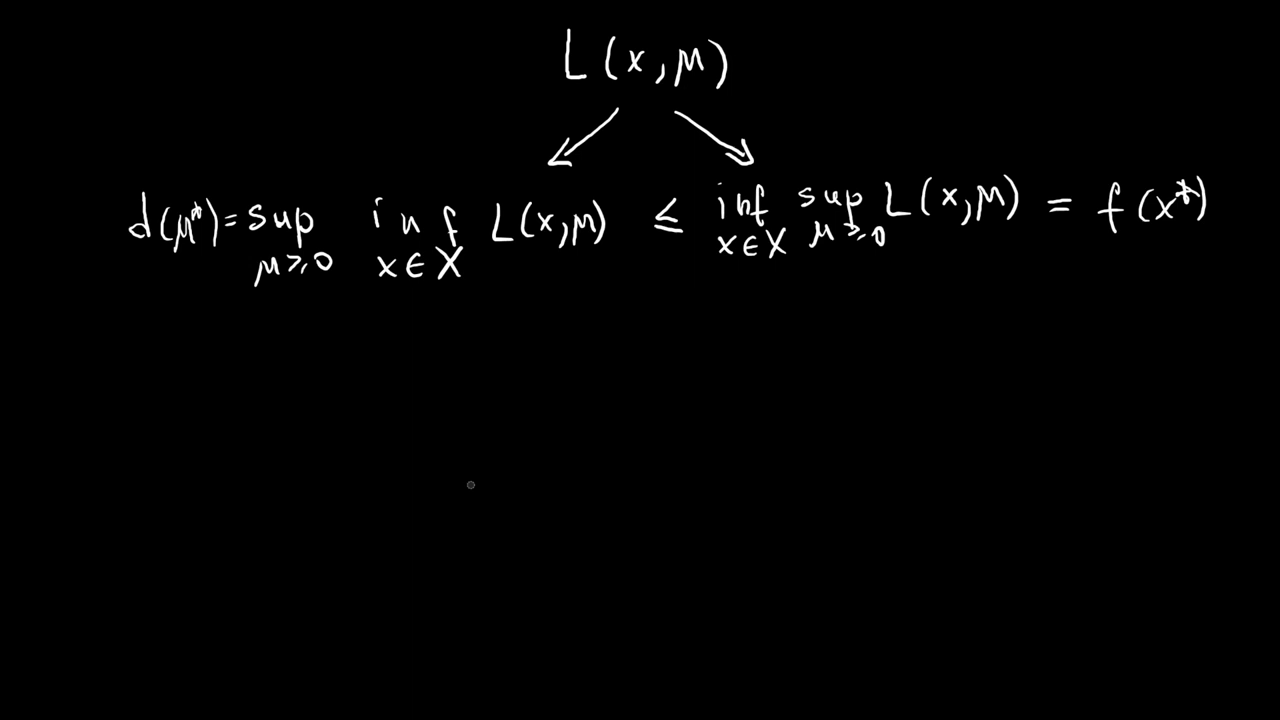 L(x,μ)
d(μ*)= sup inf L(x,μ) ≤ inf sup L(x,μ) = f(x*)
μ≥0 x∈X x∈X μ≥0